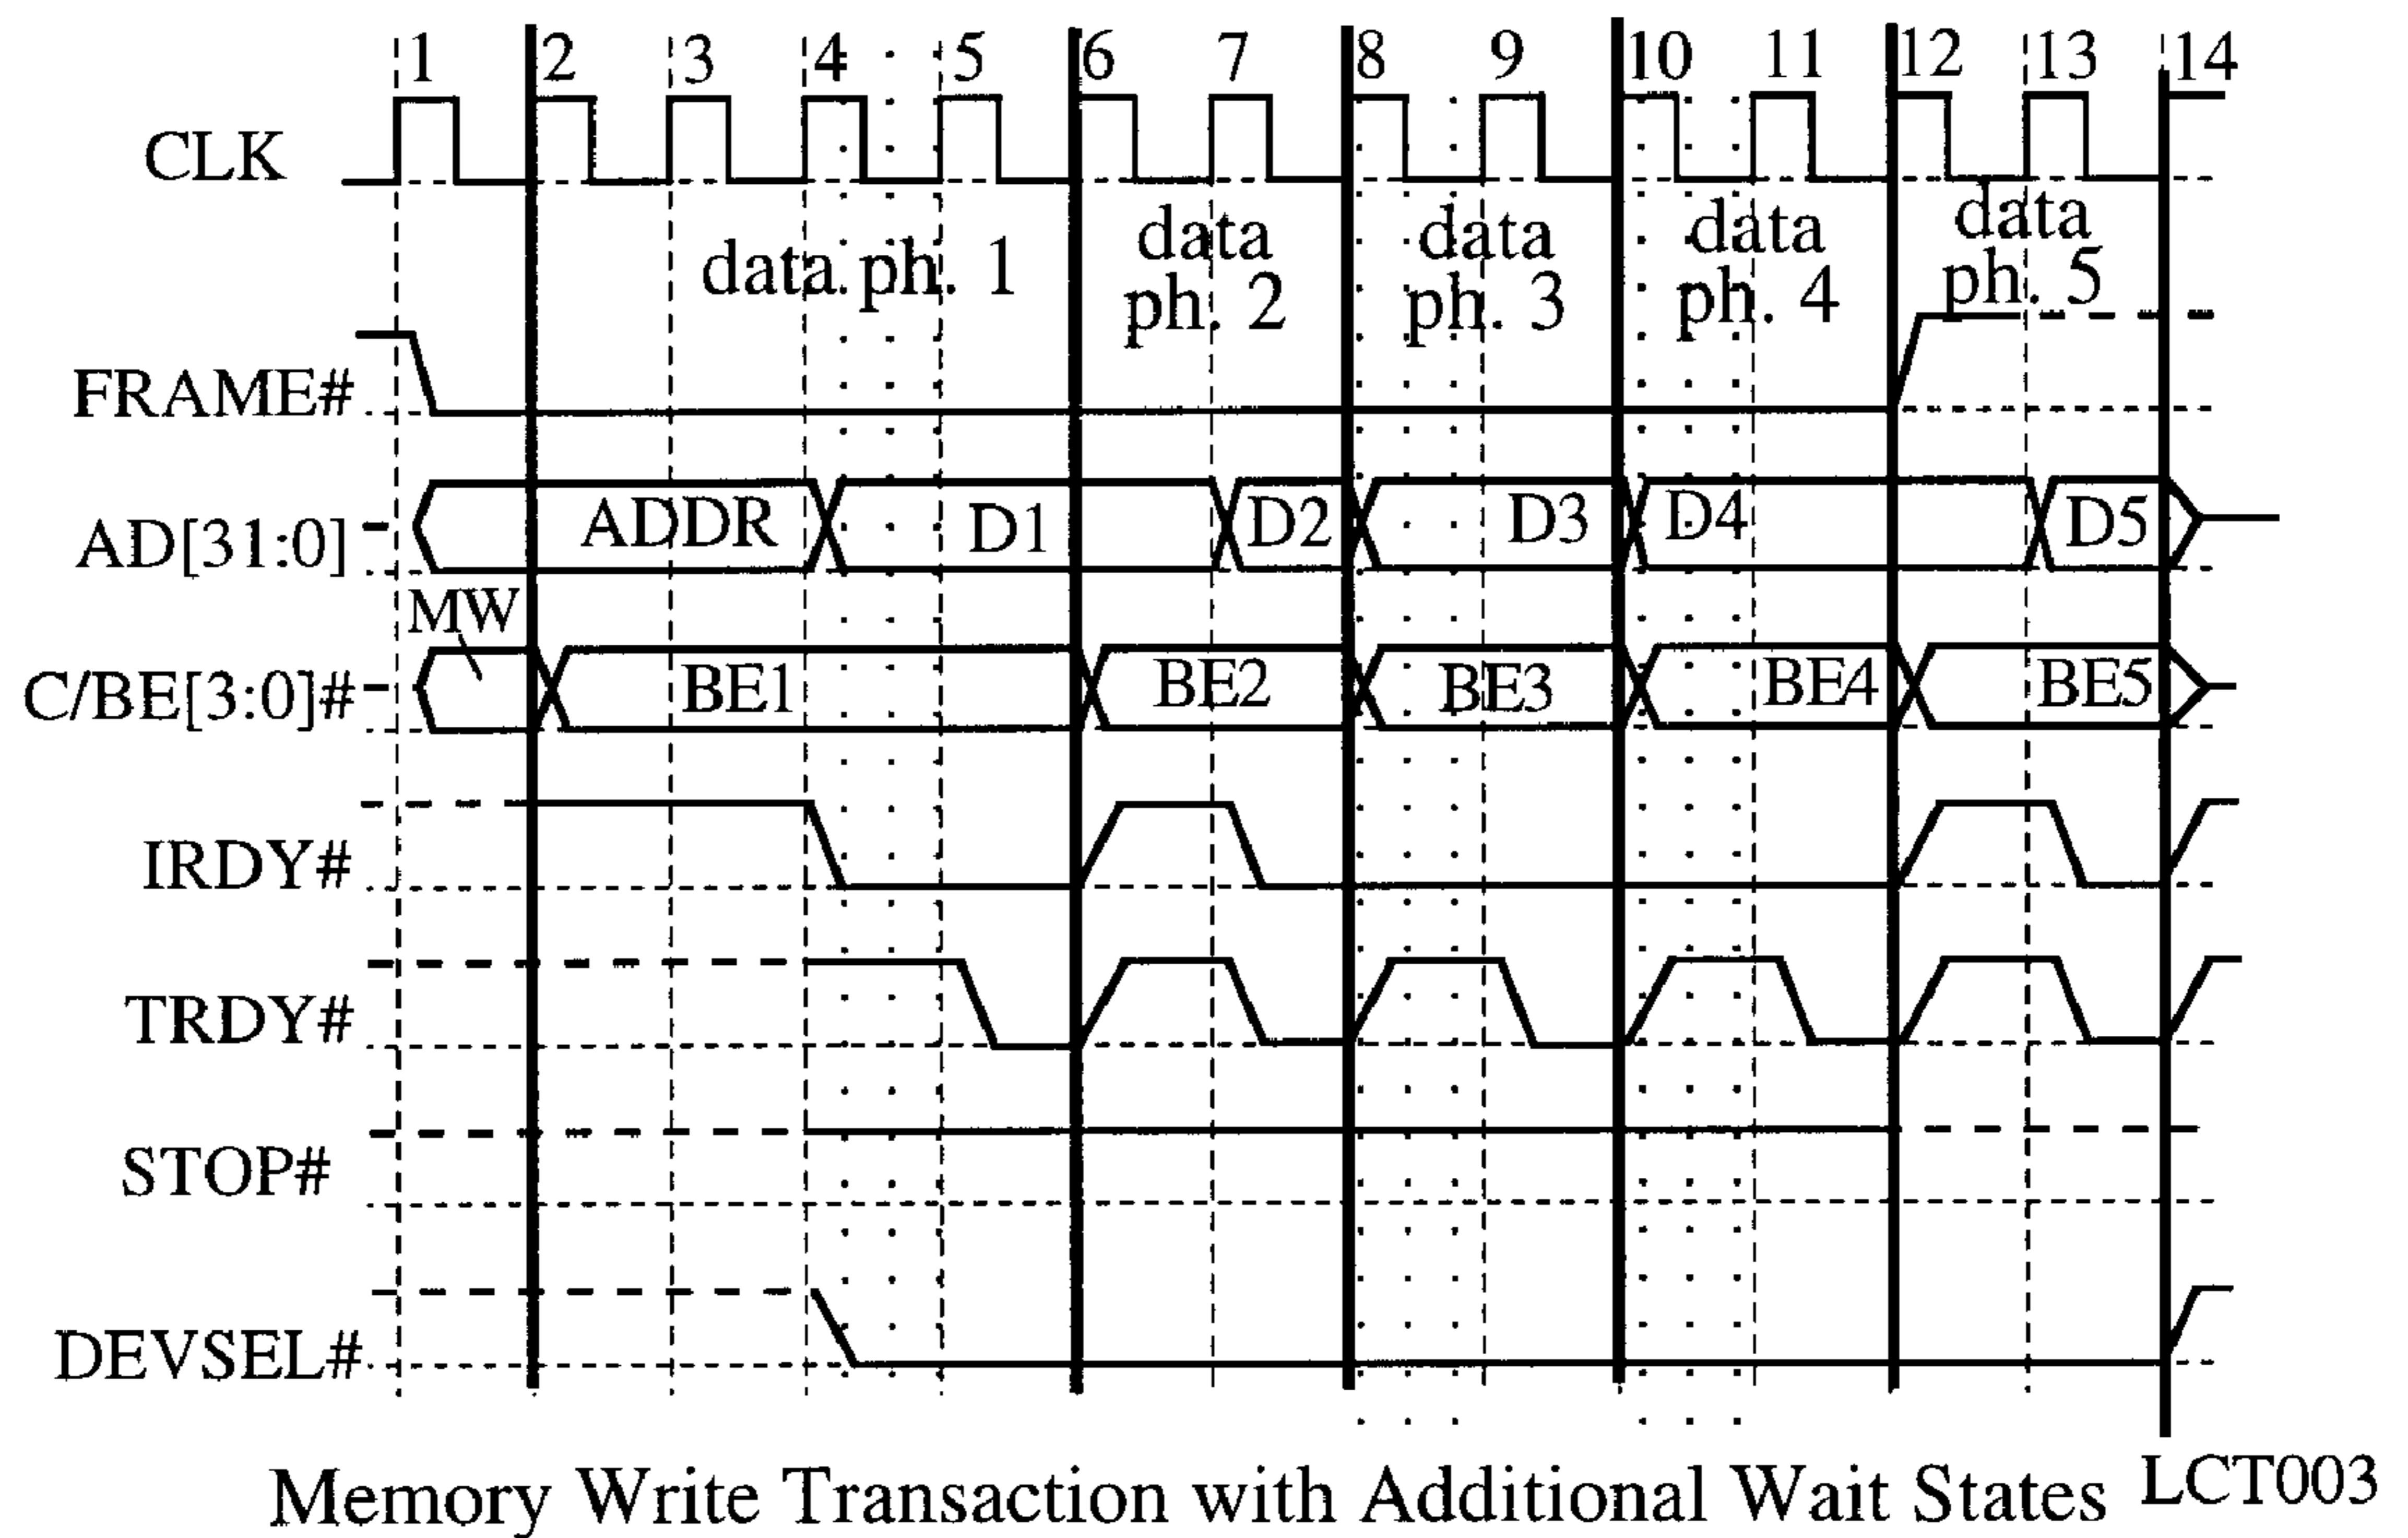 1 2 3 4 5 6 7 8 9 10 11 12 13 14
CLK
data ph. 1
data ph. 2
data ph. 3
data ph. 4
data ph. 5
FRAME#
AD[31:0] ADDR D1 D2 D3 D4 D5
MW
C/BE[3:0]# BE1 BE2 BE3 BE4 BE5
IRDY#
TRDY#
STOP#
DEVSEL#
Memory Write Transaction with Additional Wait States LCT003